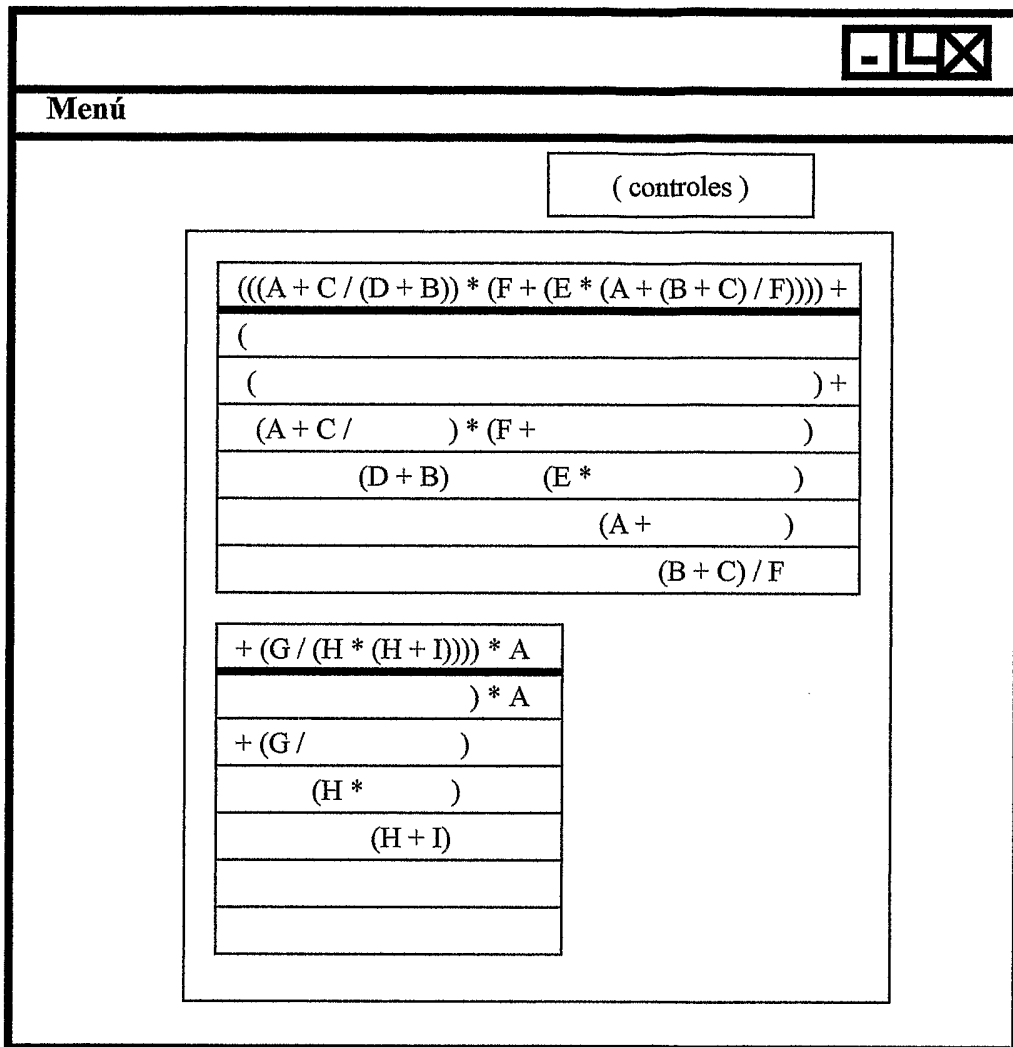 Menú
( controles )
(((A + C / (D + B)) * (F + (E * (A + (B + C) / F)))) +
(
( ) +
(A + C / ) * (F + )
(D + B) (E * )
(A + )
(B + C) / F
+ (G / (H * (H + I)))) * A
) * A
+ (G / )
(H * )
(H + I)